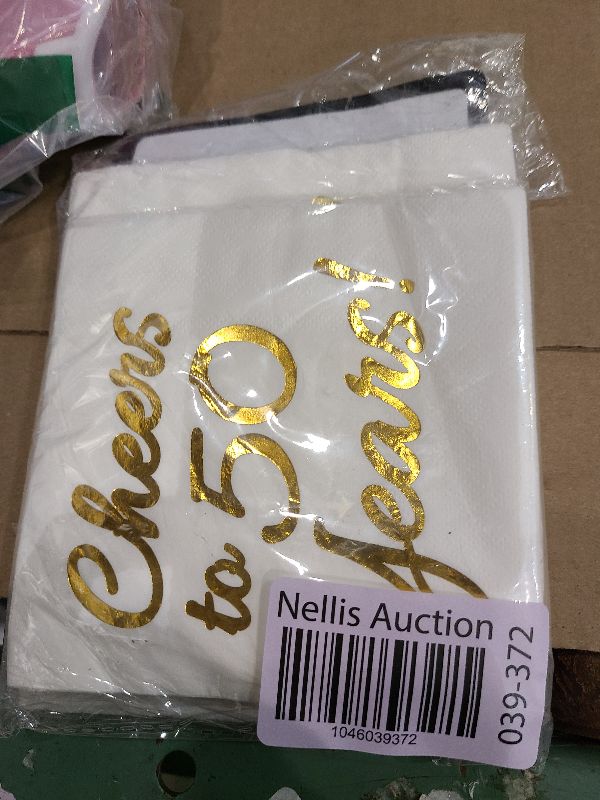 Cheers
to 50
Years!
Nellis Auction
1046039372
039-372